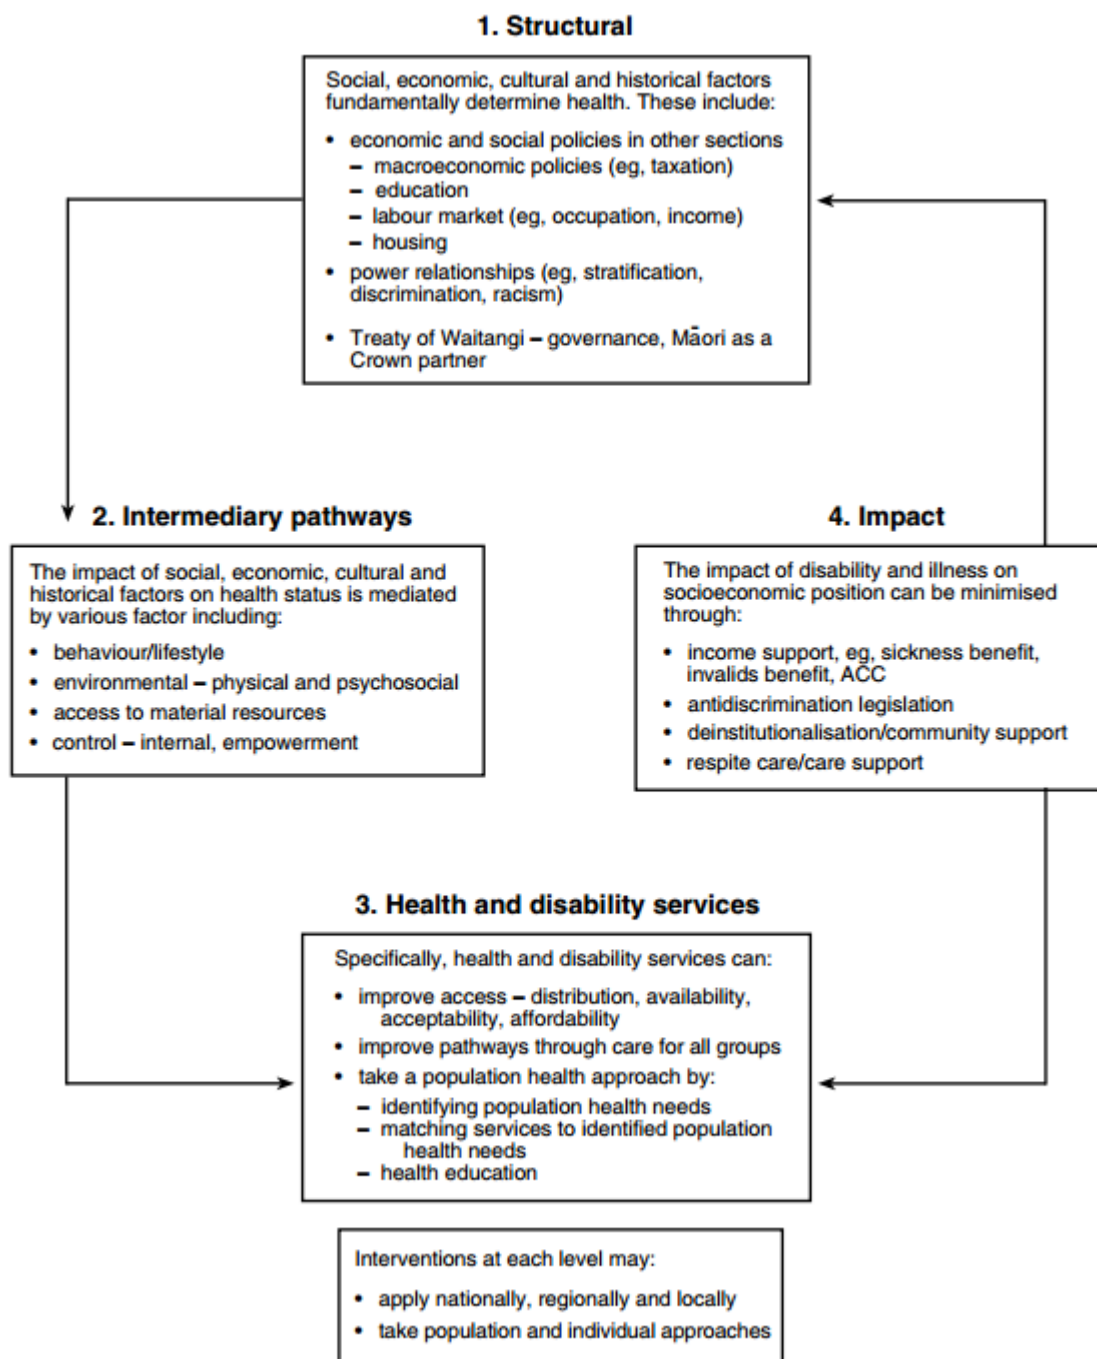 1. Structural
Social, economic, cultural and historical factors
fundamentally determine health. These include:
• economic and social policies in other sections
– macroeconomic policies (eg, taxation)
– education
– labour market (eg, occupation, income)
– housing
• power relationships (eg, stratification,
discrimination, racism)
• Treaty of Waitangi – governance, Māori as a
Crown partner
2. Intermediary pathways
The impact of social, economic, cultural and
historical factors on health status is mediated
by various factor including:
• behaviour/lifestyle
• environmental – physical and psychosocial
• access to material resources
• control – internal, empowerment
4. Impact
The impact of disability and illness on
socioeconomic position can be minimised
through:
• income support, eg, sickness benefit,
invalids benefit, ACC
• antidiscrimination legislation
• deinstitutionalisation/community support
• respite care/care support
3. Health and disability services
Specifically, health and disability services can:
• improve access – distribution, availability,
acceptability, affordability
• improve pathways through care for all groups
• take a population health approach by:
– identifying population health needs
– matching services to identified population
health needs
– health education
Interventions at each level may:
• apply nationally, regionally and locally
• take population and individual approaches